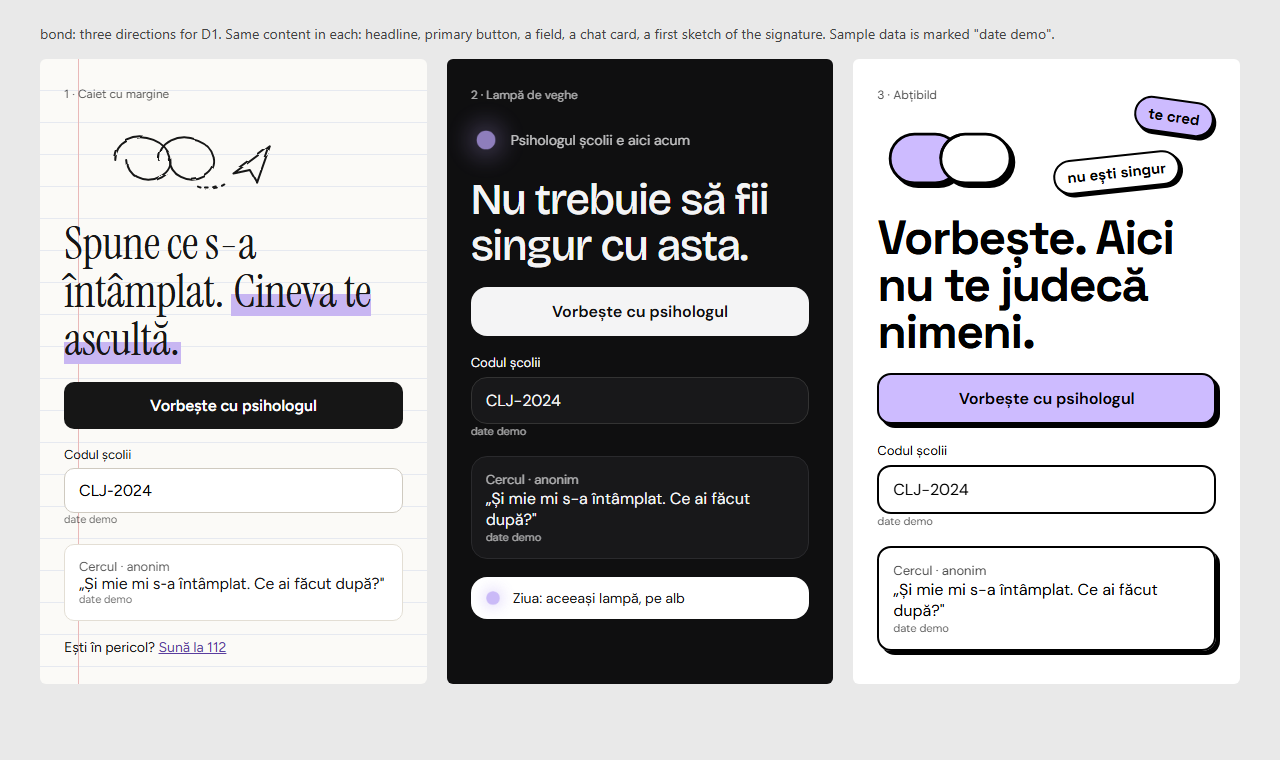 bond: three directions for D1. Same content in each: headline, primary button, a field, a chat card, a first sketch of the signature. Sample data is marked "date demo".
1 · Caiet cu margine
Spune ce s-a
întâmplat. Cineva te
ascultă.
Vorbește cu psihologul
Codul școlii
CLJ-2024
date demo
Cercul · anonim
„Și mie mi s-a întâmplat. Ce ai făcut după?"
date demo
Ești în pericol? Sună la 112
2 · Lampă de veghe
Psihologul școlii e aici acum
Nu trebuie să fii
singur cu asta.
Vorbește cu psihologul
Codul școlii
CLJ-2024
date demo
Cercul · anonim
„Și mie mi s-a întâmplat. Ce ai făcut
după?"
date demo
Ziua: aceeași lampă, pe alb
3 · Abțibild
te cred
nu ești singur
Vorbește. Aici
nu te judecă
nimeni.
Vorbește cu psihologul
Codul școlii
CLJ-2024
date demo
Cercul · anonim
„Și mie mi s-a întâmplat. Ce ai făcut
după?"
date demo